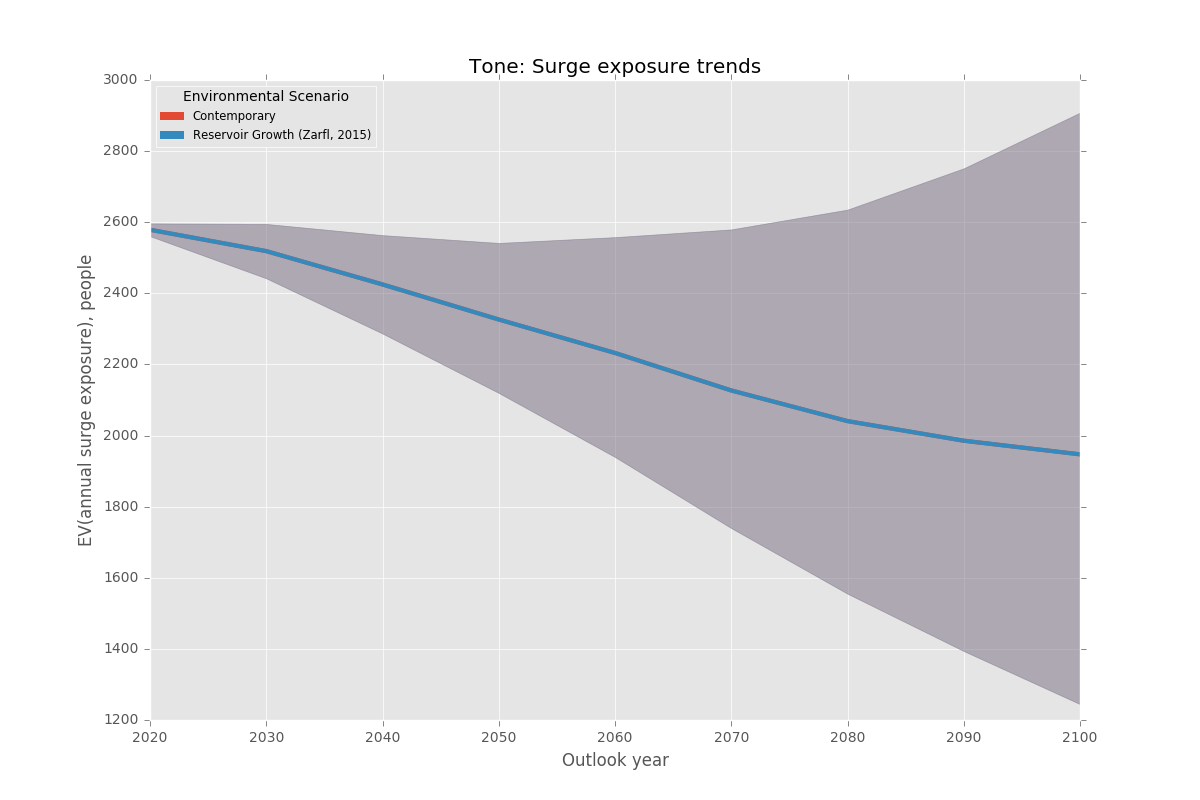 Tone: Surge exposure trends
Environmental Scenario
Contemporary
Reservoir Growth (Zarfl, 2015)
EV(annual surge exposure), people
3000
2800
2600
2400
2200
2000
1800
1600
1400
1200
2020 2030 2040 2050 2060 2070 2080 2090 2100
Outlook year